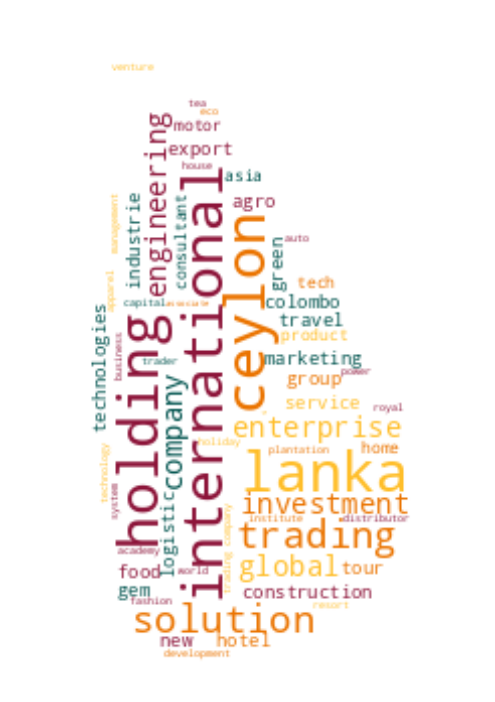 venture
tea
eco
motor
engineering
export
house
international
asia
industrie
management
consultant
agro
ceylon
green
auto
apparel
tech
capital
associate
colombo
technologies
holding
travel
business
product
trader
marketing
company
group
power
service
royal
enterprise
holiday
technology
plantation
home
lanka
system
logistic
investment
company
institute
distributor
trading
academy
trading
global
tour
food
world
gem
construction
fashion
resort
solution
new
hotel
development